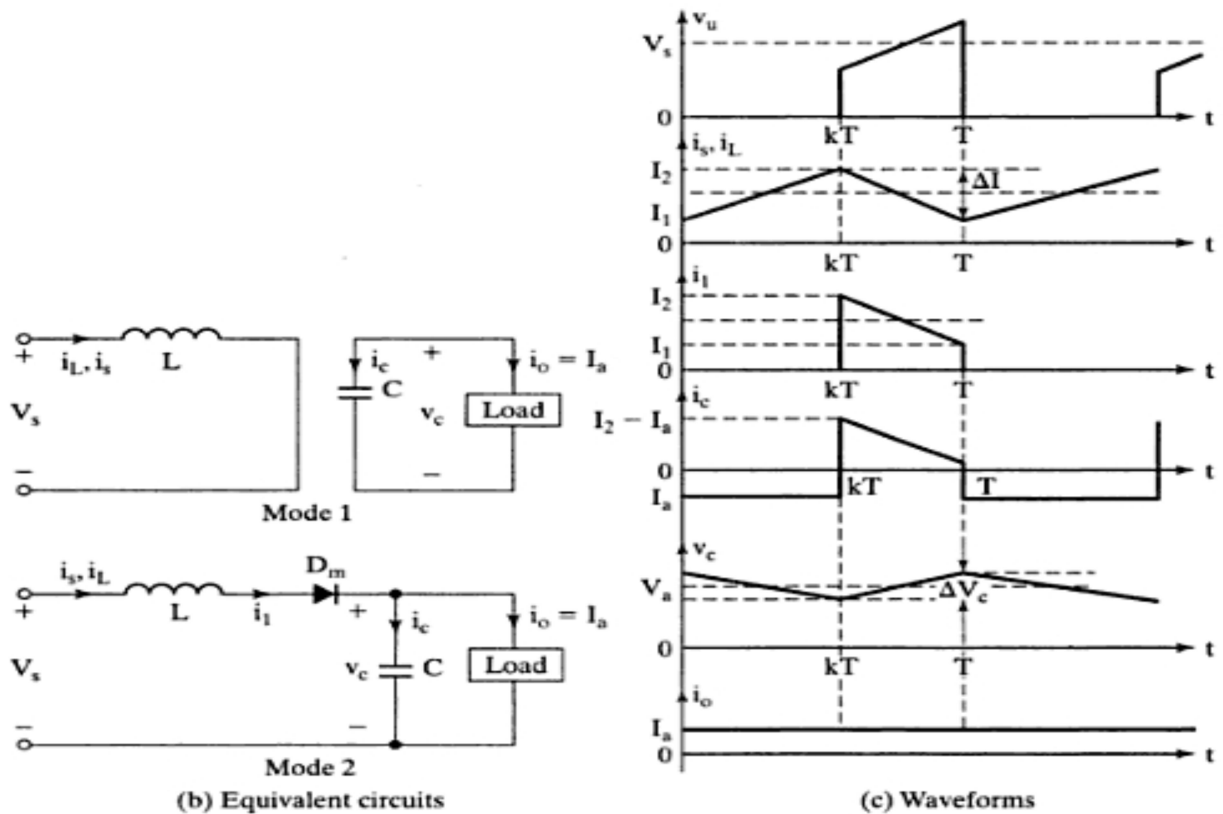 +
i_L, i_s
L
V_s
−
i_c
C
+
v_c
−
i_o = I_a
Load
Mode 1
i_s, i_L
+
L
i_1
D_m
+
V_s
−
i_c
v_c
C
−
i_o = I_a
Load
Mode 2
(b) Equivalent circuits
v_u
V_s
0
kT
T
t
i_s, i_L
I_2
ΔI
I_1
0
kT
T
t
i_1
I_2
I_1
0
kT
T
t
i_c
I_2 − I_a
0
kT
T
t
I_a
v_c
V_a
ΔV_c
0
kT
T
t
i_o
I_a
0
t
(c) Waveforms